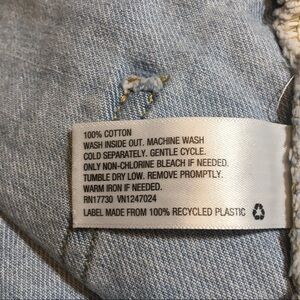 100% COTTON
WASH INSIDE OUT. MACHINE WASH
COLD SEPARATELY. GENTLE CYCLE.
ONLY NON-CHLORINE BLEACH IF NEEDED.
TUMBLE DRY LOW. REMOVE PROMPTLY.
WARM IRON IF NEEDED.
RN17730 VN1247024
LABEL MADE FROM 100% RECYCLED PLASTIC